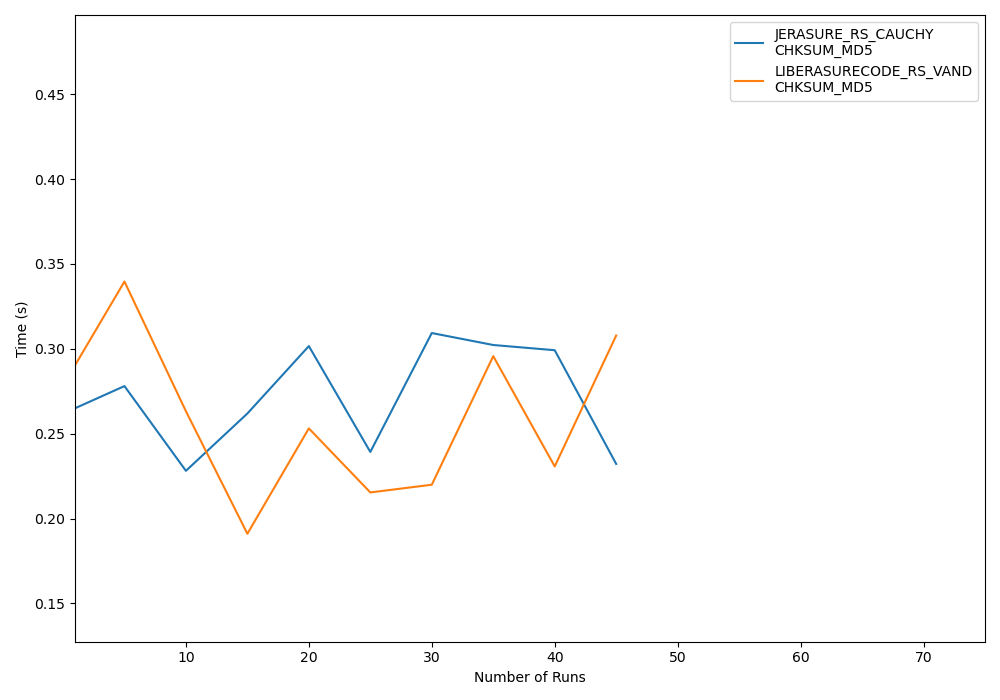 JERASURE_RS_CAUCHY
CHKSUM_MD5
LIBERASURECODE_RS_VAND
CHKSUM_MD5
0.45
0.40
0.35
0.30
0.25
0.20
0.15
Time (s)
10 20 30 40 50 60 70
Number of Runs